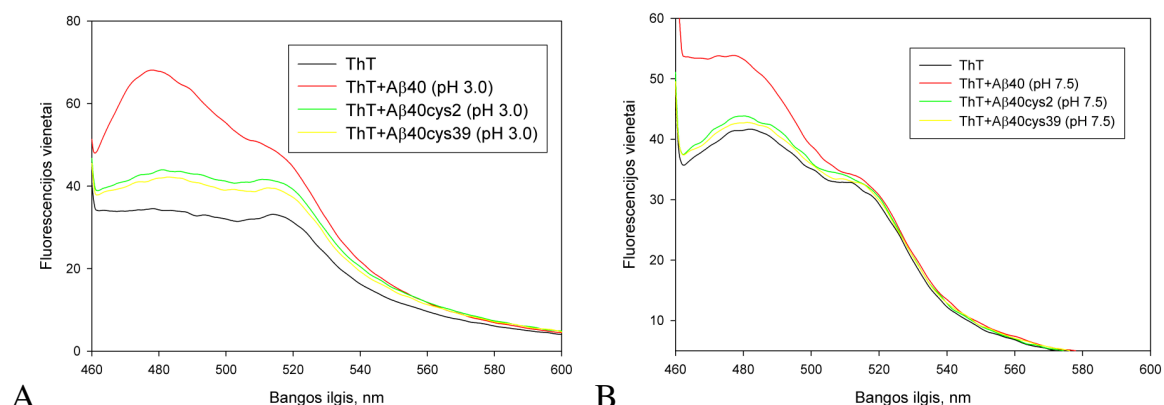 Fluorescencijos vienetai
80
60
40
20
0
ThT
ThT+Aβ40 (pH 3.0)
ThT+Aβ40cys2 (pH 3.0)
ThT+Aβ40cys39 (pH 3.0)
460 480 500 520 540 560 580 600
Bangos ilgis, nm
A
Fluorescencijos vienetai
60
50
40
30
20
10
ThT
ThT+Aβ40 (pH 7.5)
ThT+Aβ40cys2 (pH 7.5)
ThT+Aβ40cys39 (pH 7.5)
460 480 500 520 540 560 580 600
Bangos ilgis, nm
B